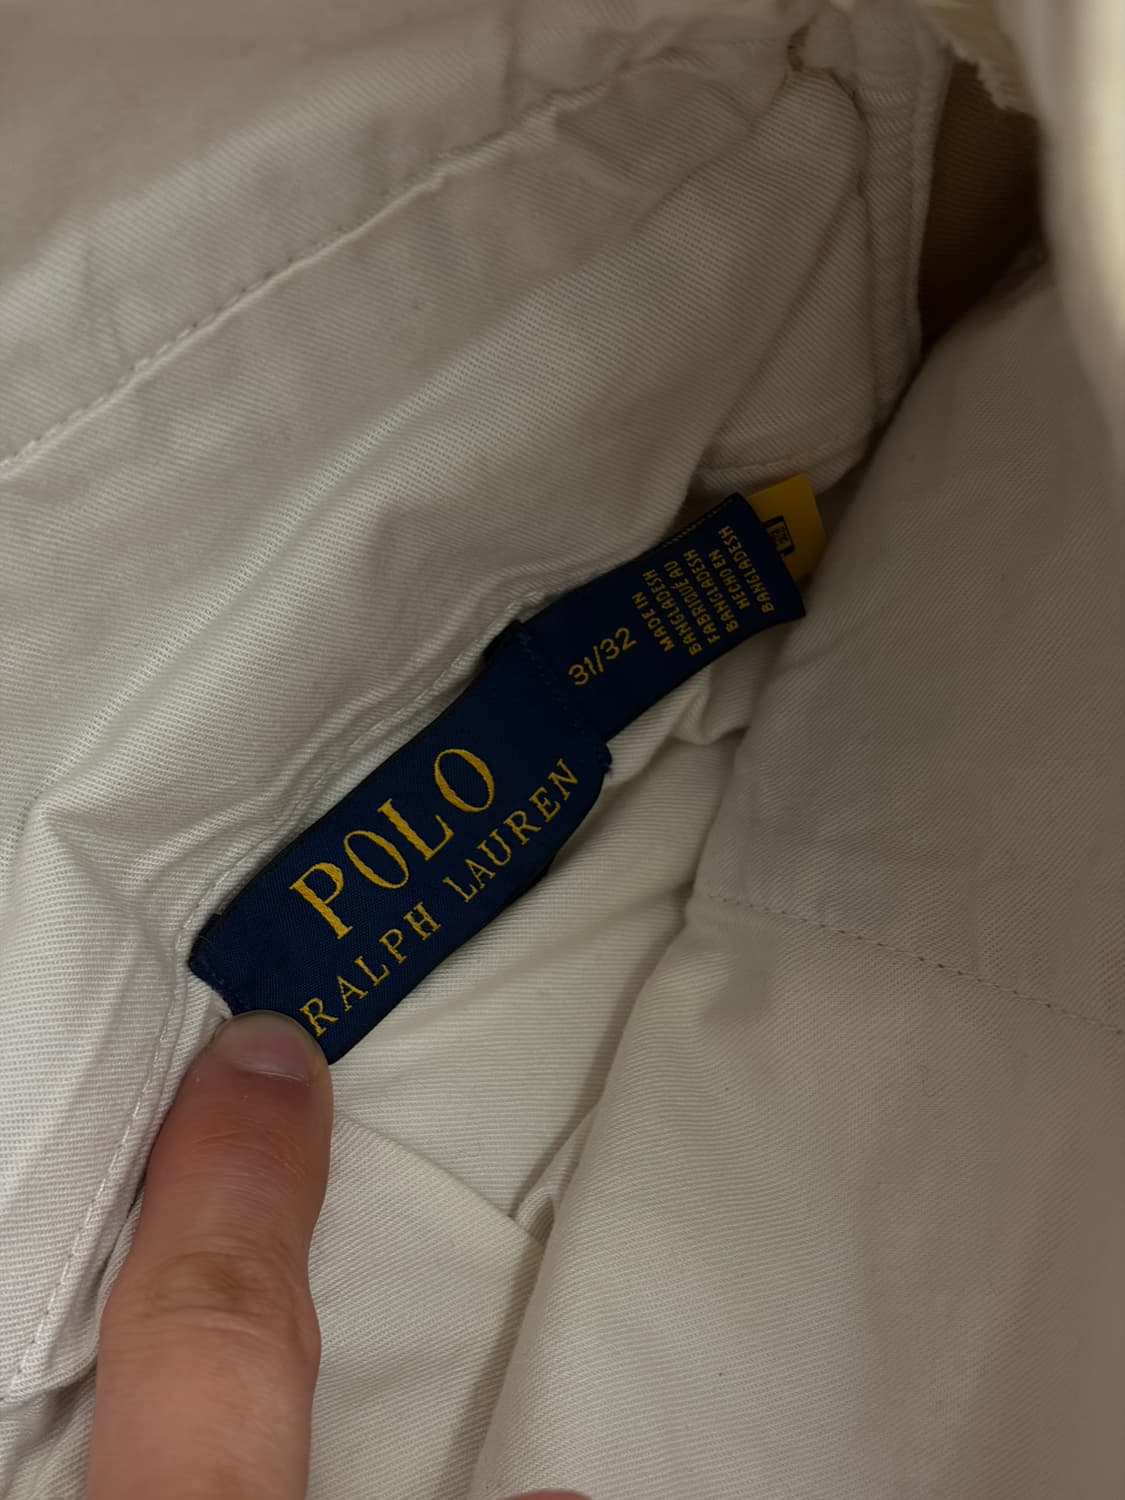 POLO
RALPH LAUREN
31/32
MADE IN
BANGLADESH
FABRIQUÉ AU
BANGLADESH
HECHO EN
BANGLADESH